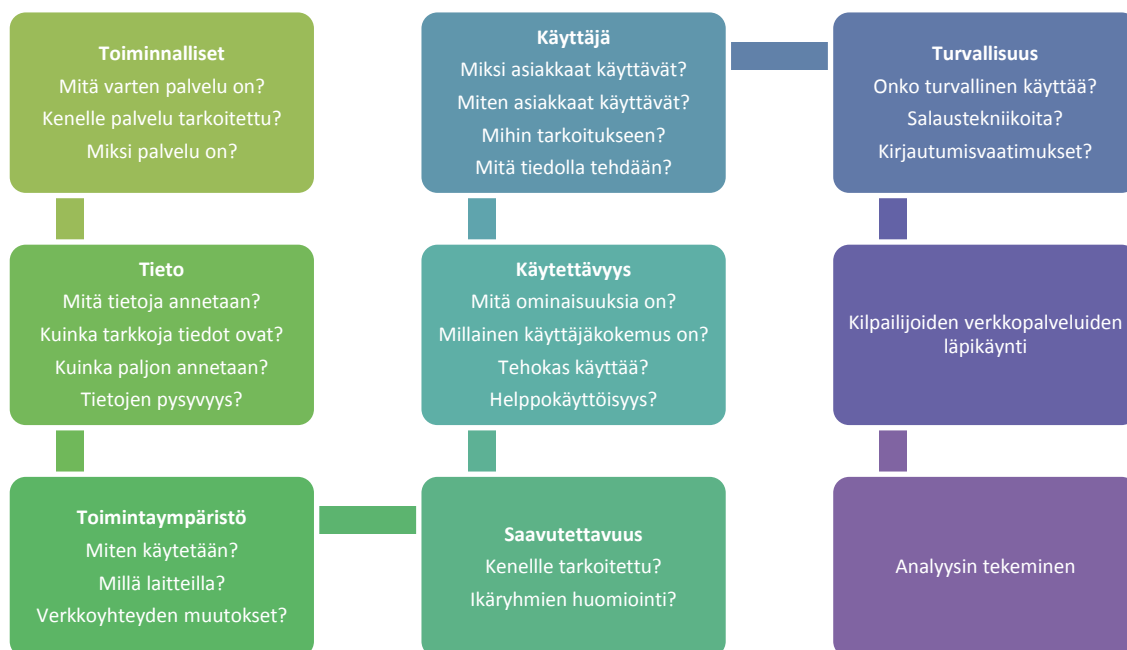 Toiminnalliset
Mitä varten palvelu on?
Kenelle palvelu tarkoitettu?
Miksi palvelu on?
Tieto
Mitä tietoja annetaan?
Kuinka tarkkoja tiedot ovat?
Kuinka paljon annetaan?
Tietojen pysyvyys?
Toimintaympäristö
Miten käytetään?
Millä laitteilla?
Verkkoyhteyden muutokset?
Saavutettavuus
Kenellle tarkoitettu?
Ikäryhmien huomiointi?
Käytettävyys
Mitä ominaisuuksia on?
Millainen käyttäjäkokemus on?
Tehokas käyttää?
Helppokäyttöisyys?
Käyttäjä
Miksi asiakkaat käyttävät?
Miten asiakkaat käyttävät?
Mihin tarkoitukseen?
Mitä tiedolla tehdään?
Turvallisuus
Onko turvallinen käyttää?
Salaustekniikoita?
Kirjautumisvaatimukset?
Kilpailijoiden verkkopalveluiden
läpikäynti
Analyysin tekeminen